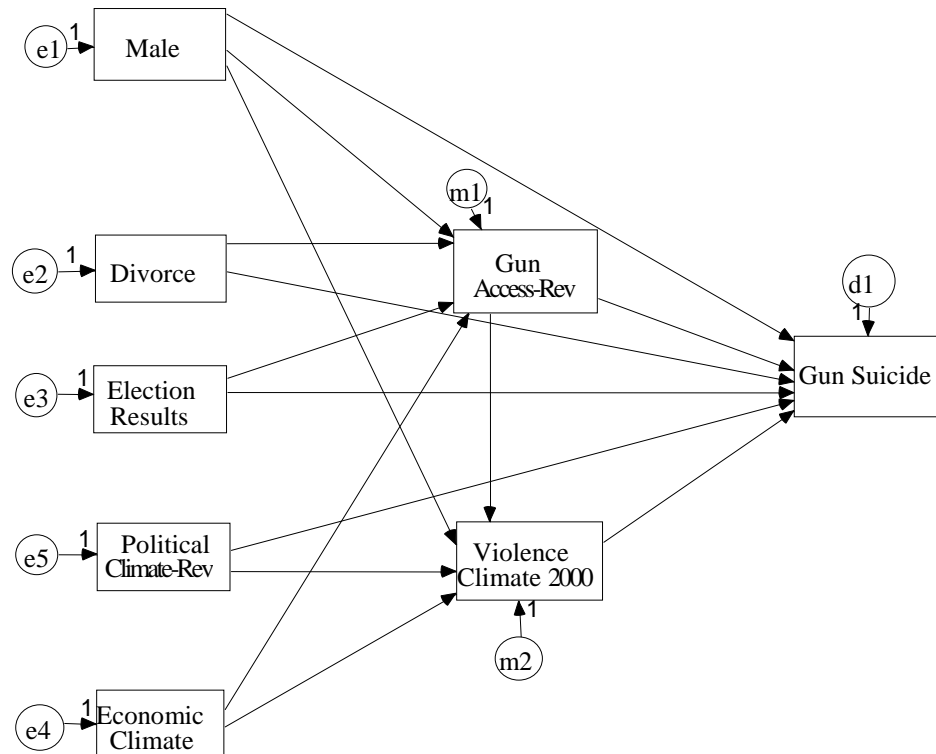 1
e1
Male
m1
1
1
e2
Divorce
Gun
Access-Rev
d1
1
1
e3
Election
Results
Gun Suicide
1
e5
Political
Climate-Rev
Violence
Climate 2000
1
m2
1
e4
Economic
Climate